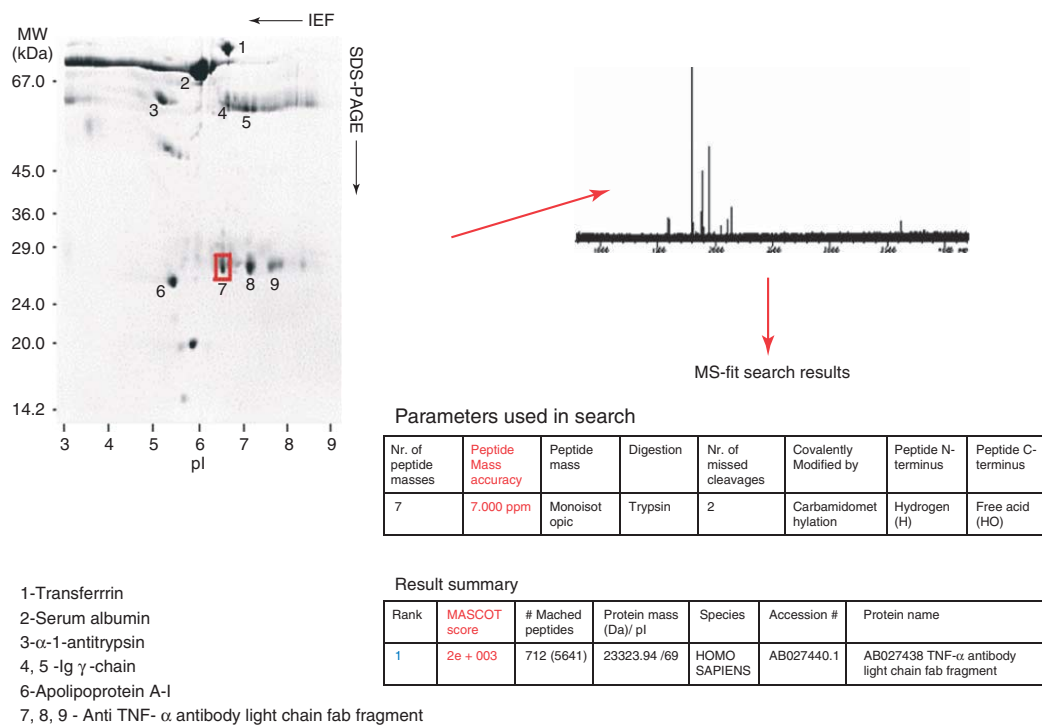 IEF
MW
(kDa)
SDS-PAGE
1
2
67.0
3
4
5
45.0
36.0
29.0
6
7
8
9
24.0
20.0
14.2
3 4 5 6 7 8 9
pI
MS-fit search results
Parameters used in search
Nr. of peptide masses
Peptide Mass accuracy
Peptide mass
Digestion
Nr. of missed cleavages
Covalently Modified by
Peptide N-terminus
Peptide C-terminus
7
7.000 ppm
Monoisot opic
Trypsin
2
Carbamidomet hylation
Hydrogen (H)
Free acid (HO)
Result summary
Rank
MASCOT score
# Mached peptides
Protein mass (Da)/ pI
Species
Accession #
Protein name
1
2e + 003
712 (5641)
23323.94 /69
HOMO SAPIENS
AB027440.1
AB027438 TNF-α antibody light chain fab fragment
1-Transferrrin
2-Serum albumin
3-α-1-antitrypsin
4, 5 -Ig γ-chain
6-Apolipoprotein A-I
7, 8, 9 - Anti TNF- α antibody light chain fab fragment